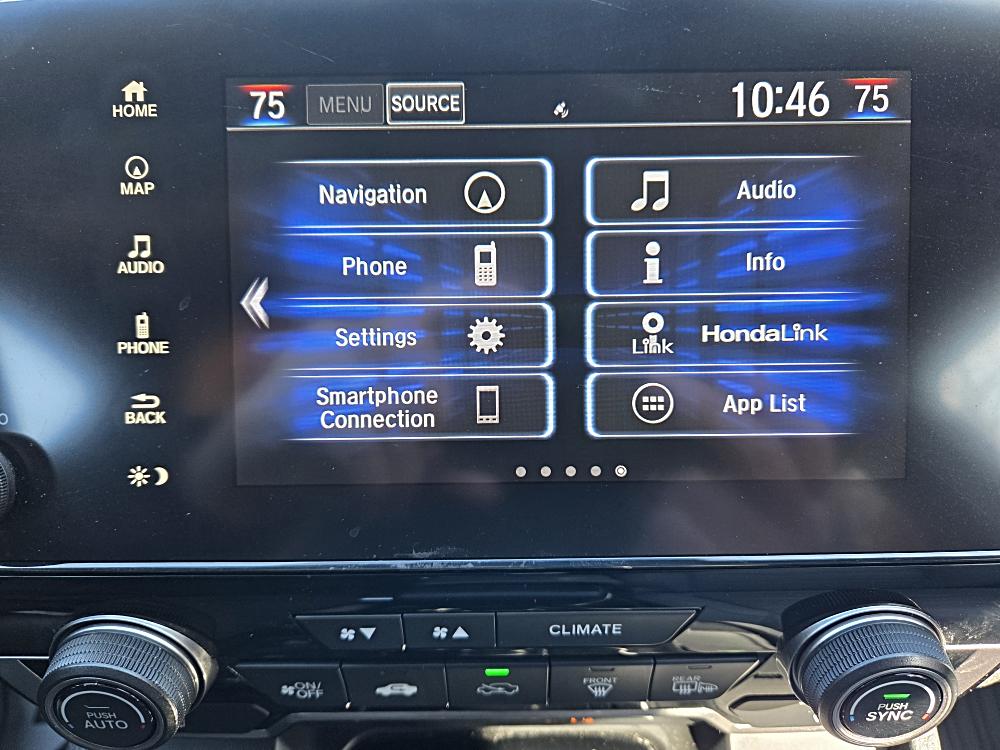 HOME
MAP
AUDIO
PHONE
BACK
75 MENU SOURCE 10:46 75
Navigation
Audio
Phone
Info
Settings
Link HondaLink
Smartphone
Connection
App List
CLIMATE
ON/
OFF
FRONT
REAR
PUSH
AUTO
PUSH
SYNC